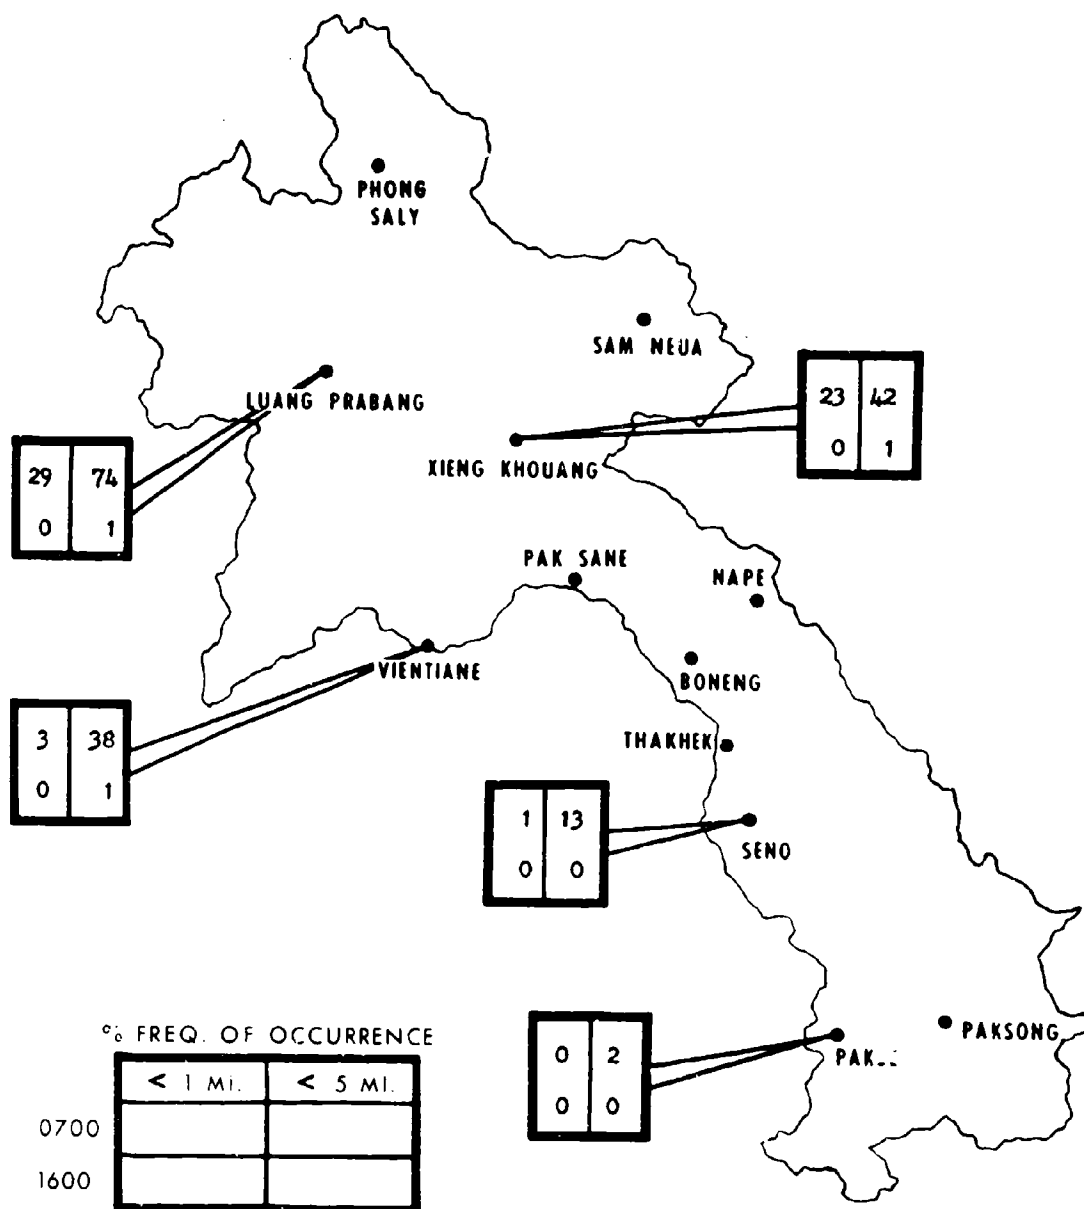 PHONG
SALY
SAM NEUA
LUANG PRABANG
23 42
0 1
XIENG KHOUANG
29 74
0 1
PAK SANE
NAPE
VIENTIANE
BONENG
3 38
0 1
THAKHEK
1 13
0 0
SENO
% FREQ. OF OCCURRENCE
< 1 MI.
< 5 MI.
0700
1600
0 2
0 0
PAKSONG